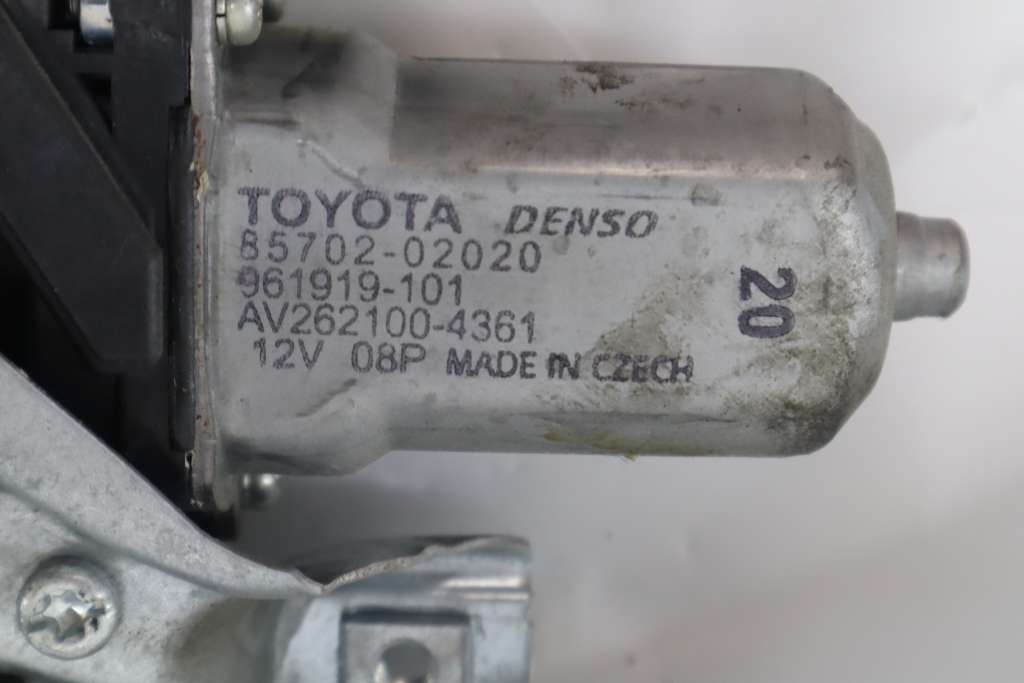 TOYOTA DENSO
85702-02020
961919-101
AV262100-4361
12V 08P MADE IN CZECH
20